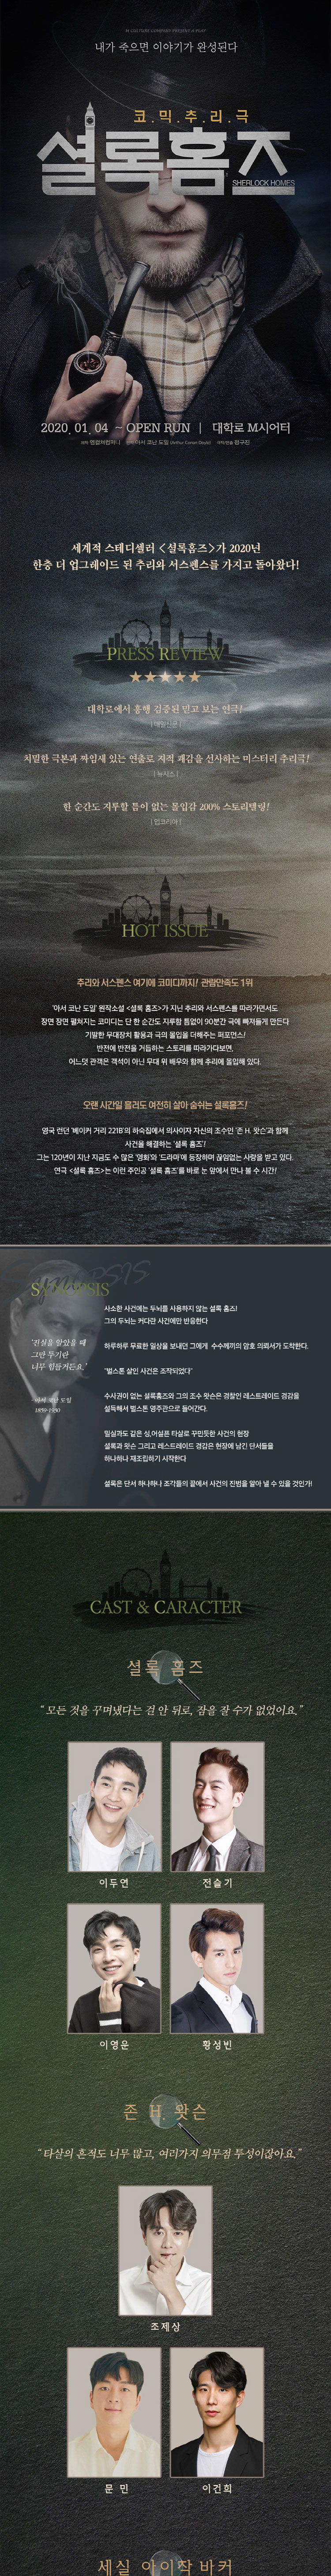 내가 죽으면 이야기가 완성된다
코.믹.추.리.극
셜록홈즈
SHERLOCK HOMES
2020. 01. 04 ~ OPEN RUN | 대학로 M시어터
아서 코난 도일 (Arthur Conan Doyle)
세계적 스테디셀러 <셜록홈즈>가 2020년
한층 더 업그레이드 된 추리와 서스펜스를 가지고 돌아왔다!
PRESS REVIEW
★★★★★
대학로에서 흥행 검증된 믿고 보는 연극!
| 매일신문 |
치밀한 극본과 짜임새 있는 연출로 지적 쾌감을 선사하는 미스터리 추리극!
| 뉴시스 |
한 순간도 지루할 틈이 없는 몰입감 200% 스토리텔링!
| 앱코리아 |
HOT ISSUE
추리와 서스펜스 여기에 코미디까지! 관람만족도 1위
'아서 코난 도일' 원작소설 <셜록 홈즈>가 지닌 추리와 서스펜스를 따라가면서도
장면 장면 펼쳐지는 코미디는 단 한 순간도 지루함 틈없이 90분간 극에 빠져들게 만든다
기발한 무대장치 활용과 극의 몰입을 더해주는 퍼포먼스!
반전에 반전을 거듭하는 스토리를 따라가다보면,
어느덧 관객은 객석이 아닌 무대 위 배우와 함께 추리에 몰입해 있다.
오랜 시간일 흘러도 여전히 살아 숨쉬는 셜록홈즈!
영국 런던 '베이커 거리 221B'의 하숙집에서 의사이자 자신의 조수인 '존 H. 왓슨'과 함께
사건을 해결하는 '셜록 홈즈'!
그는 120년이 지난 지금도 수 많은 '영화'와 '드라마'에 등장하며 끊임없는 사랑을 받고 있다.
연극 <셜록 홈즈>는 이런 주인공 '셜록 홈즈'를 바로 눈 앞에서 만나 볼 수 시간!
SYNOPSIS
'진실을 알았을 때
그만 두기란
너무 힘들거든요.'
-아서 코난 도일
1859-1930
사소한 사건에는 두뇌를 사용하지 않는 셜록 홈즈!
그의 두뇌는 커다란 사건에만 반응한다
하루하루 무료한 일상을 보내던 그에게 수수께끼의 암호 의뢰서가 도착한다.
"벌스톤 살인 사건은 조작되었다"
수사권이 없는 셜록홈즈와 그의 조수 왓슨은 경찰인 레스트레이드 경감을
설득해서 벌스톤 영주관으로 들어간다.
밀실과도 같은 성,어설픈 타살로 꾸민듯한 사건의 현장
셜록과 왓슨 그리고 레스트레이드 경감은 현장에 남긴 단서들을
하나하나 재조립하기 시작한다
셜록은 단서 하나하나 조각들의 끝에서 사건의 진범을 알아 낼 수 있을 것인가!
CAST & CARACTER
셜록 홈즈
"모든 것을 꾸며냈다는 걸 안 뒤로, 잠을 잘 수가 없었어요."
이두연
전슬기
이영운
황성빈
존 H. 왓슨
"타살의 흔적도 너무 많고, 여러가지 의문점 투성이잖아요."
조제상
문 민
이건희
세실 아이작 바커